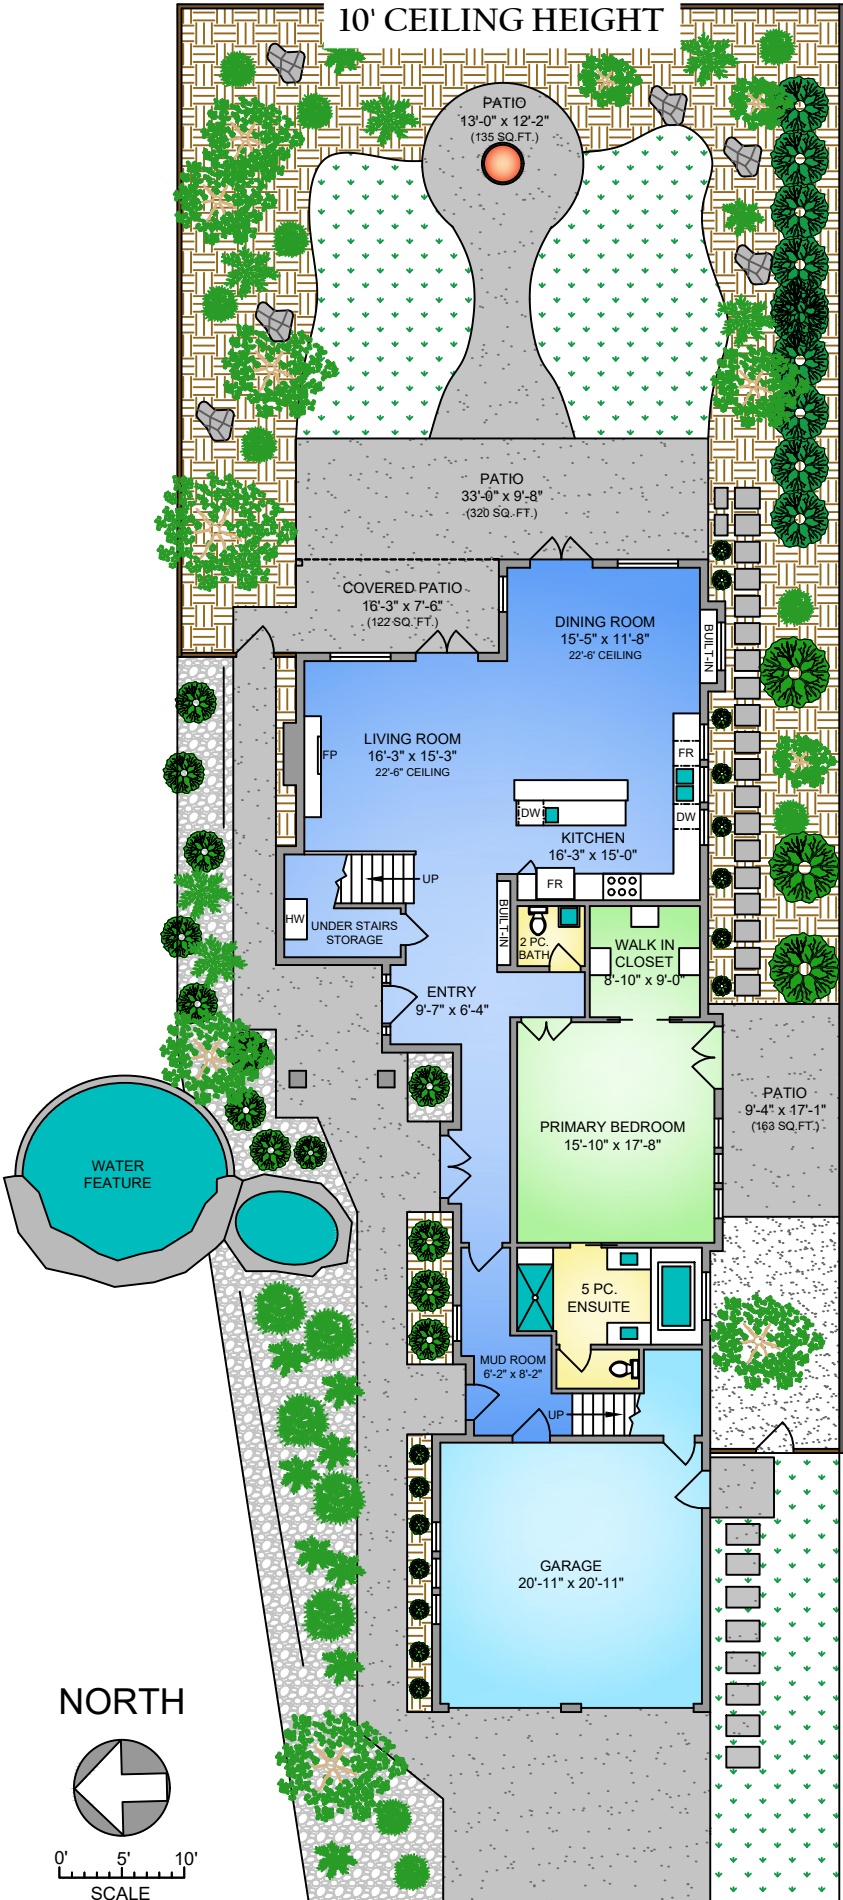 10' CEILING HEIGHT
PATIO
13'-0" x 12'-2"
(135 SQ.FT.)
PATIO
33'-0" x 9'-8"
(320 SQ. FT.)
COVERED PATIO
16'-3" x 7'-6"
(122 SQ. FT.)
DINING ROOM
15'-5" x 11'-8"
22'-6' CEILING
BUILT-IN
LIVING ROOM
16'-3" x 15'-3"
22'-6" CEILING
FP
FR
DW
DW
KITCHEN
16'-3" x 15'-0"
FR
UP
HW
UNDER STAIRS
STORAGE
BUILT-IN
2 PC.
BATH
WALK IN
CLOSET
8'-10" x 9'-0"
ENTRY
9'-7" x 6'-4"
PRIMARY BEDROOM
15'-10" x 17'-8"
PATIO
9'-4" x 17'-1"
(163 SQ.FT.)
WATER
FEATURE
5 PC.
ENSUITE
MUD ROOM
6'-2" x 8'-2"
UP
GARAGE
20'-11" x 20'-11"
NORTH
0' 5' 10'
SCALE